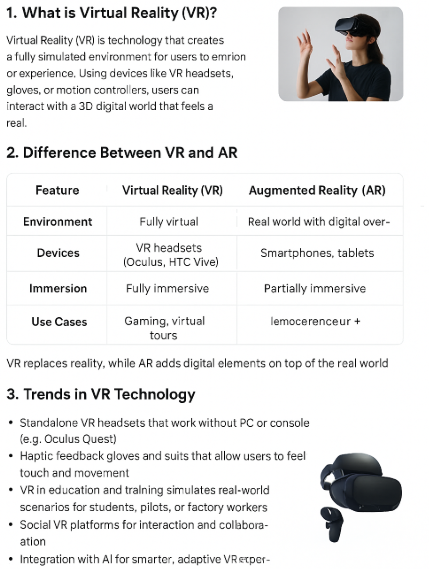 1. What is Virtual Reality (VR)?
Virtual Reality (VR) is technology that creates
a fully simulated environment for users to emrion
or experience. Using devices like VR headsets,
gloves, or motion controllers, users can
interact with a 3D digital world that feels a
real.
2. Difference Between VR and AR
Feature Virtual Reality (VR) Augmented Reality (AR)
Environment Fully virtual Real world with digital over-
Devices VR headsets (Oculus, HTC Vive) Smartphones, tablets
Immersion Fully immersive Partially immersive
Use Cases Gaming, virtual tours lemocerenceur +
VR replaces reality, while AR adds digital elements on top of the real world
3. Trends in VR Technology
• Standalone VR headsets that work without PC or console
(e.g. Oculus Quest)
• Haptic feedback gloves and suits that allow users to feel
touch and movement
• VR in education and tralning simulates real-world
scenarios for students, pilots, or factory workers
• Social VR platforms for interaction and collabora-
ation
• Integration with AI for smarter, adaptive VR exper-